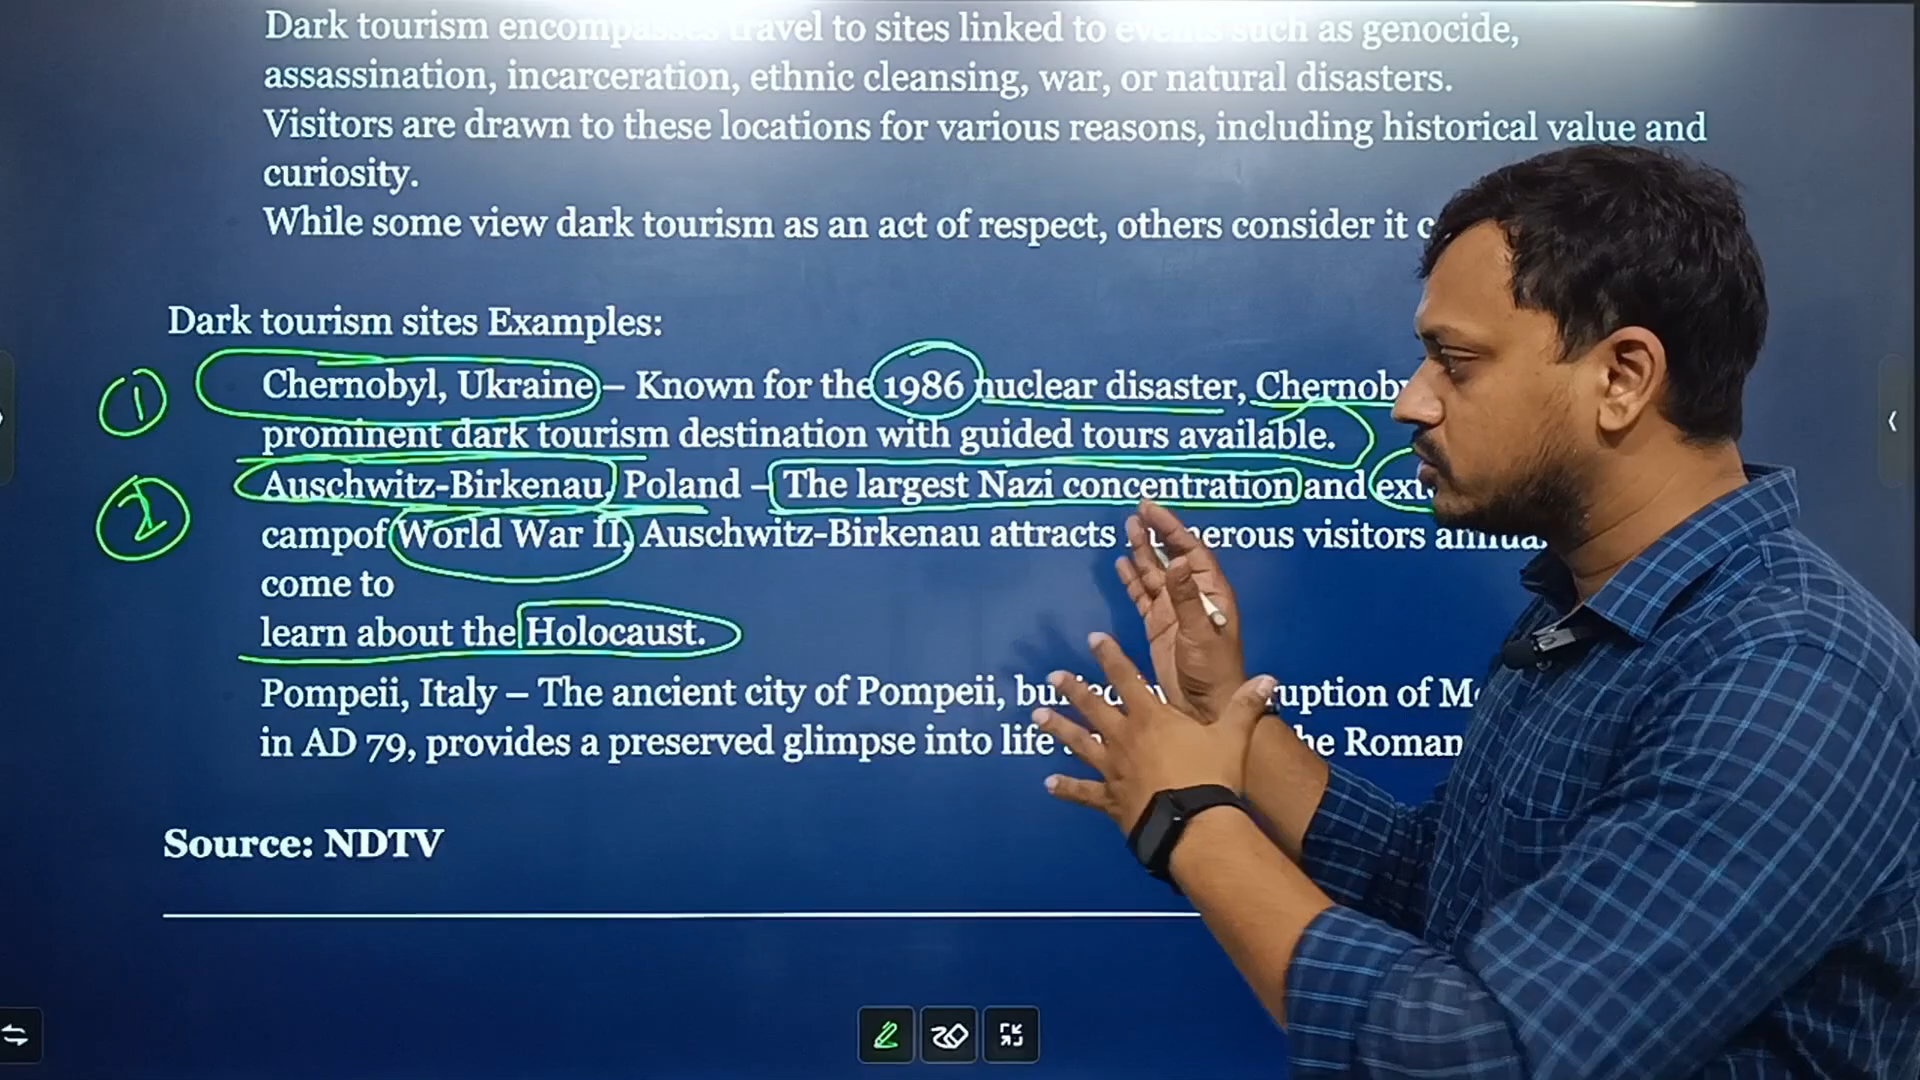 Dark tourism encompasses travel to sites linked to events such as genocide,
assassination, incarceration, ethnic cleansing, war, or natural disasters.
Visitors are drawn to these locations for various reasons, including historical value and
curiosity.
While some view dark tourism as an act of respect, others consider it
Dark tourism sites Examples:
1 Chernobyl, Ukraine – Known for the 1986 nuclear disaster,
prominent dark tourism destination with guided tours available.
2 Auschwitz-Birkenau, Poland – The largest Nazi concentration and
campof World War II, Auschwitz-Birkenau attracts visitors
come to
learn about the Holocaust.
Pompeii, Italy – The ancient city of Pompeii, of
in AD 79, provides a preserved glimpse into life Roman
Source: NDTV